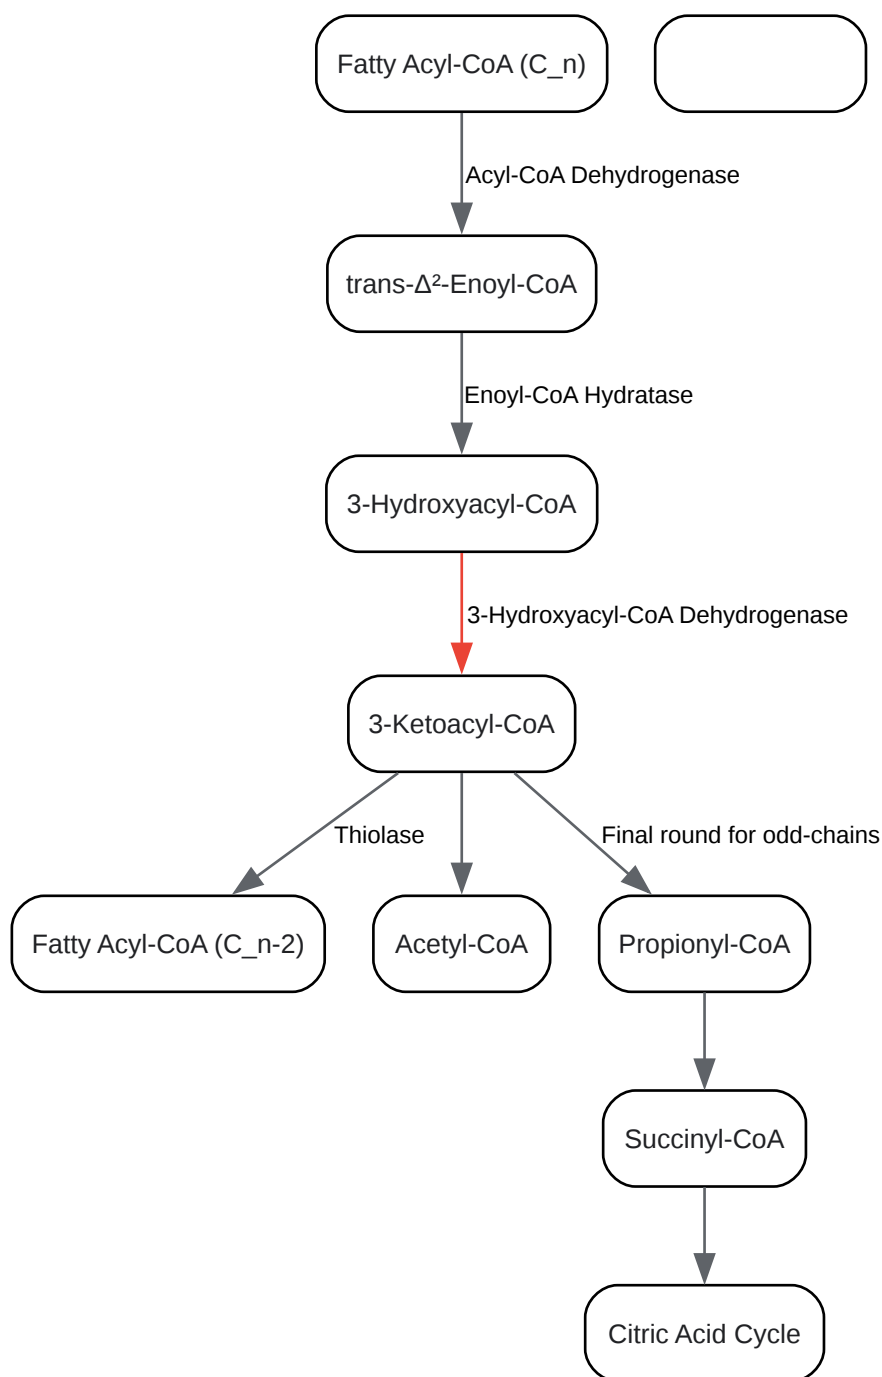 Fatty Acyl-CoA (C_n)
Acyl-CoA Dehydrogenase
trans-Δ²-Enoyl-CoA
Enoyl-CoA Hydratase
3-Hydroxyacyl-CoA
3-Hydroxyacyl-CoA Dehydrogenase
3-Ketoacyl-CoA
Thiolase
Final round for odd-chains
Fatty Acyl-CoA (C_n-2)
Acetyl-CoA
Propionyl-CoA
Succinyl-CoA
Citric Acid Cycle